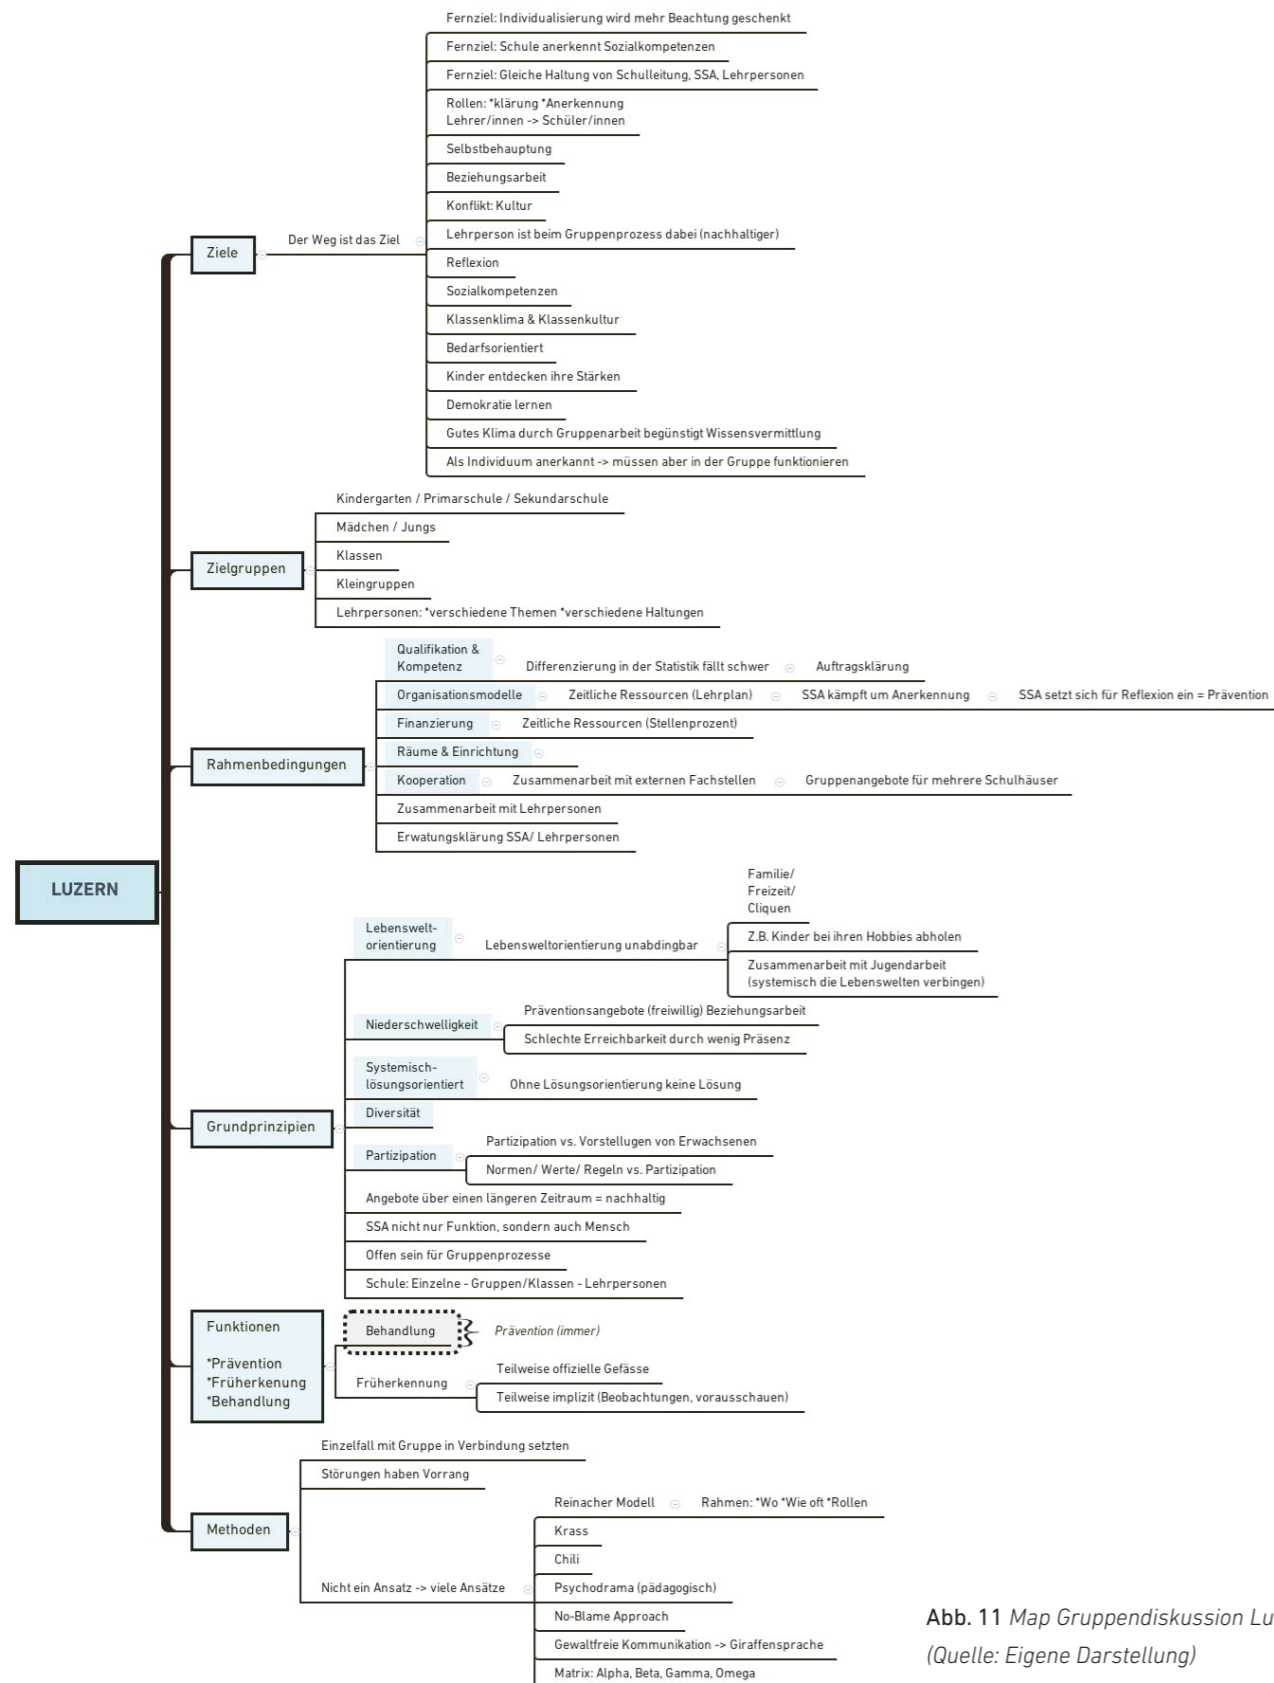 LUZERN
Ziele
Der Weg ist das Ziel
Fernziel: Individualisierung wird mehr Beachtung geschenkt
Fernziel: Schule anerkennt Sozialkompetenzen
Fernziel: Gleiche Haltung von Schulleitung, SSA, Lehrpersonen
Rollen: *klärung *Anerkennung
Lehrer/innen -> Schüler/innen
Selbstbehauptung
Beziehungsarbeit
Konflikt: Kultur
Lehrperson ist beim Gruppenprozess dabei (nachhaltiger)
Reflexion
Sozialkompetenzen
Klassenklima & Klassenkultur
Bedarfsorientiert
Kinder entdecken ihre Stärken
Demokratie lernen
Gutes Klima durch Gruppenarbeit begünstigt Wissensvermittlung
Als Individuum anerkannt -> müssen aber in der Gruppe funktionieren
Zielgruppen
Kindergarten / Primarschule / Sekundarschule
Mädchen / Jungs
Klassen
Kleingruppen
Lehrpersonen: *verschiedene Themen *verschiedene Haltungen
Rahmenbedingungen
Qualifikation &
Kompetenz
Differenzierung in der Statistik fällt schwer
Auftragsklärung
Organisationsmodelle
Zeitliche Ressourcen (Lehrplan)
SSA kämpft um Anerkennung
SSA setzt sich für Reflexion ein = Prävention
Finanzierung
Zeitliche Ressourcen (Stellenprozent)
Räume & Einrichtung
Kooperation
Zusammenarbeit mit externen Fachstellen
Gruppenangebote für mehrere Schulhäuser
Zusammenarbeit mit Lehrpersonen
Erwatungsklärung SSA/ Lehrpersonen
Grundprinzipien
Lebenswelt-
orientierung
Lebensweltorientierung unabdingbar
Familie/
Freizeit/
Cliquen
Z.B. Kinder bei ihren Hobbies abholen
Zusammenarbeit mit Jugendarbeit
(systemisch die Lebenswelten verbingen)
Niederschwelligkeit
Präventionsangebote (freiwillig) Beziehungsarbeit
Schlechte Erreichbarkeit durch wenig Präsenz
Systemisch-
lösungsorientiert
Ohne Lösungsorientierung keine Lösung
Diversität
Partizipation
Partizipation vs. Vorstellugen von Erwachsenen
Normen/ Werte/ Regeln vs. Partizipation
Angebote über einen längeren Zeitraum = nachhaltig
SSA nicht nur Funktion, sondern auch Mensch
Offen sein für Gruppenprozesse
Schule: Einzelne - Gruppen/Klassen - Lehrpersonen
Funktionen
*Prävention
*Früherkenung
*Behandlung
Behandlung
Prävention (immer)
Früherkennung
Teilweise offizielle Gefässe
Teilweise implizit (Beobachtungen, vorausschauen)
Methoden
Einzelfall mit Gruppe in Verbindung setzten
Störungen haben Vorrang
Nicht ein Ansatz -> viele Ansätze
Reinacher Modell
Rahmen: *Wo *Wie oft *Rollen
Krass
Chili
Psychodrama (pädagogisch)
No-Blame Approach
Gewaltfreie Kommunikation -> Giraffensprache
Matrix: Alpha, Beta, Gamma, Omega
Abb. 11 Map Gruppendiskussion Lu
(Quelle: Eigene Darstellung)